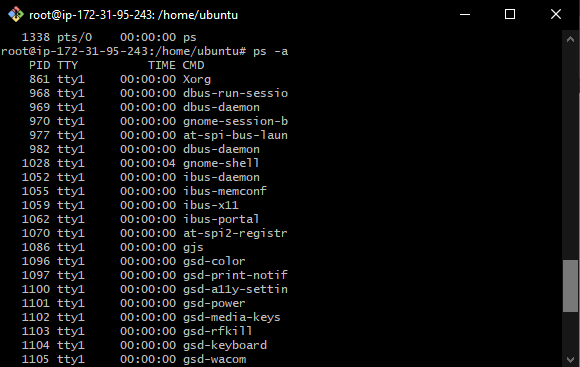 root@ip-172-31-95-243: /home/ubuntu
1338 pts/0    00:00:00 ps
root@ip-172-31-95-243:/home/ubuntu# ps -a
PID TTY          TIME CMD
861 tty1     00:00:00 Xorg
968 tty1     00:00:00 dbus-run-sessio
969 tty1     00:00:00 dbus-daemon
970 tty1     00:00:00 gnome-session-b
977 tty1     00:00:00 at-spi-bus-laun
982 tty1     00:00:00 dbus-daemon
1028 tty1     00:00:04 gnome-shell
1052 tty1     00:00:00 ibus-daemon
1055 tty1     00:00:00 ibus-memconf
1059 tty1     00:00:00 ibus-x11
1062 tty1     00:00:00 ibus-portal
1070 tty1     00:00:00 at-spi2-registr
1086 tty1     00:00:00 gjs
1096 tty1     00:00:00 gsd-color
1097 tty1     00:00:00 gsd-print-notif
1100 tty1     00:00:00 gsd-a11y-settin
1101 tty1     00:00:00 gsd-power
1102 tty1     00:00:00 gsd-media-keys
1103 tty1     00:00:00 gsd-rfkill
1104 tty1     00:00:00 gsd-keyboard
1105 tty1     00:00:00 gsd-wacom